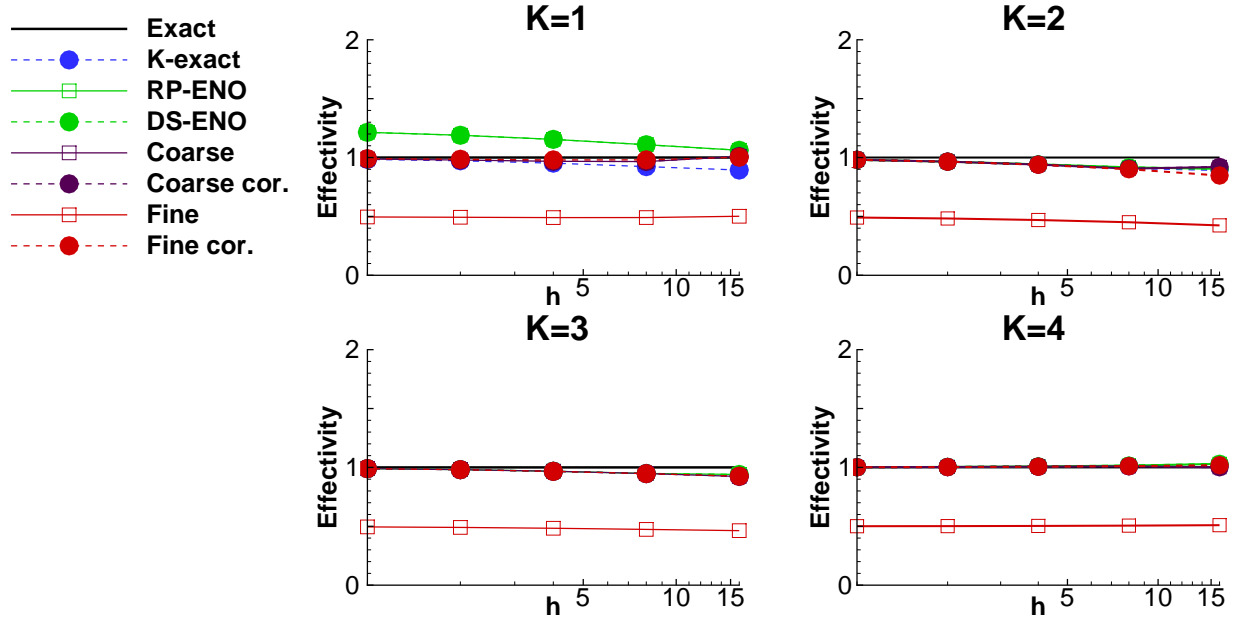 Exact
K-exact
RP-ENO
DS-ENO
Coarse
Coarse cor.
Fine
Fine cor.
K=1
Effectivity
2
1
0
5
10
15
h
K=2
Effectivity
2
1
0
5
10
15
h
K=3
Effectivity
2
1
0
5
10
15
h
K=4
Effectivity
2
1
0
5
10
15
h